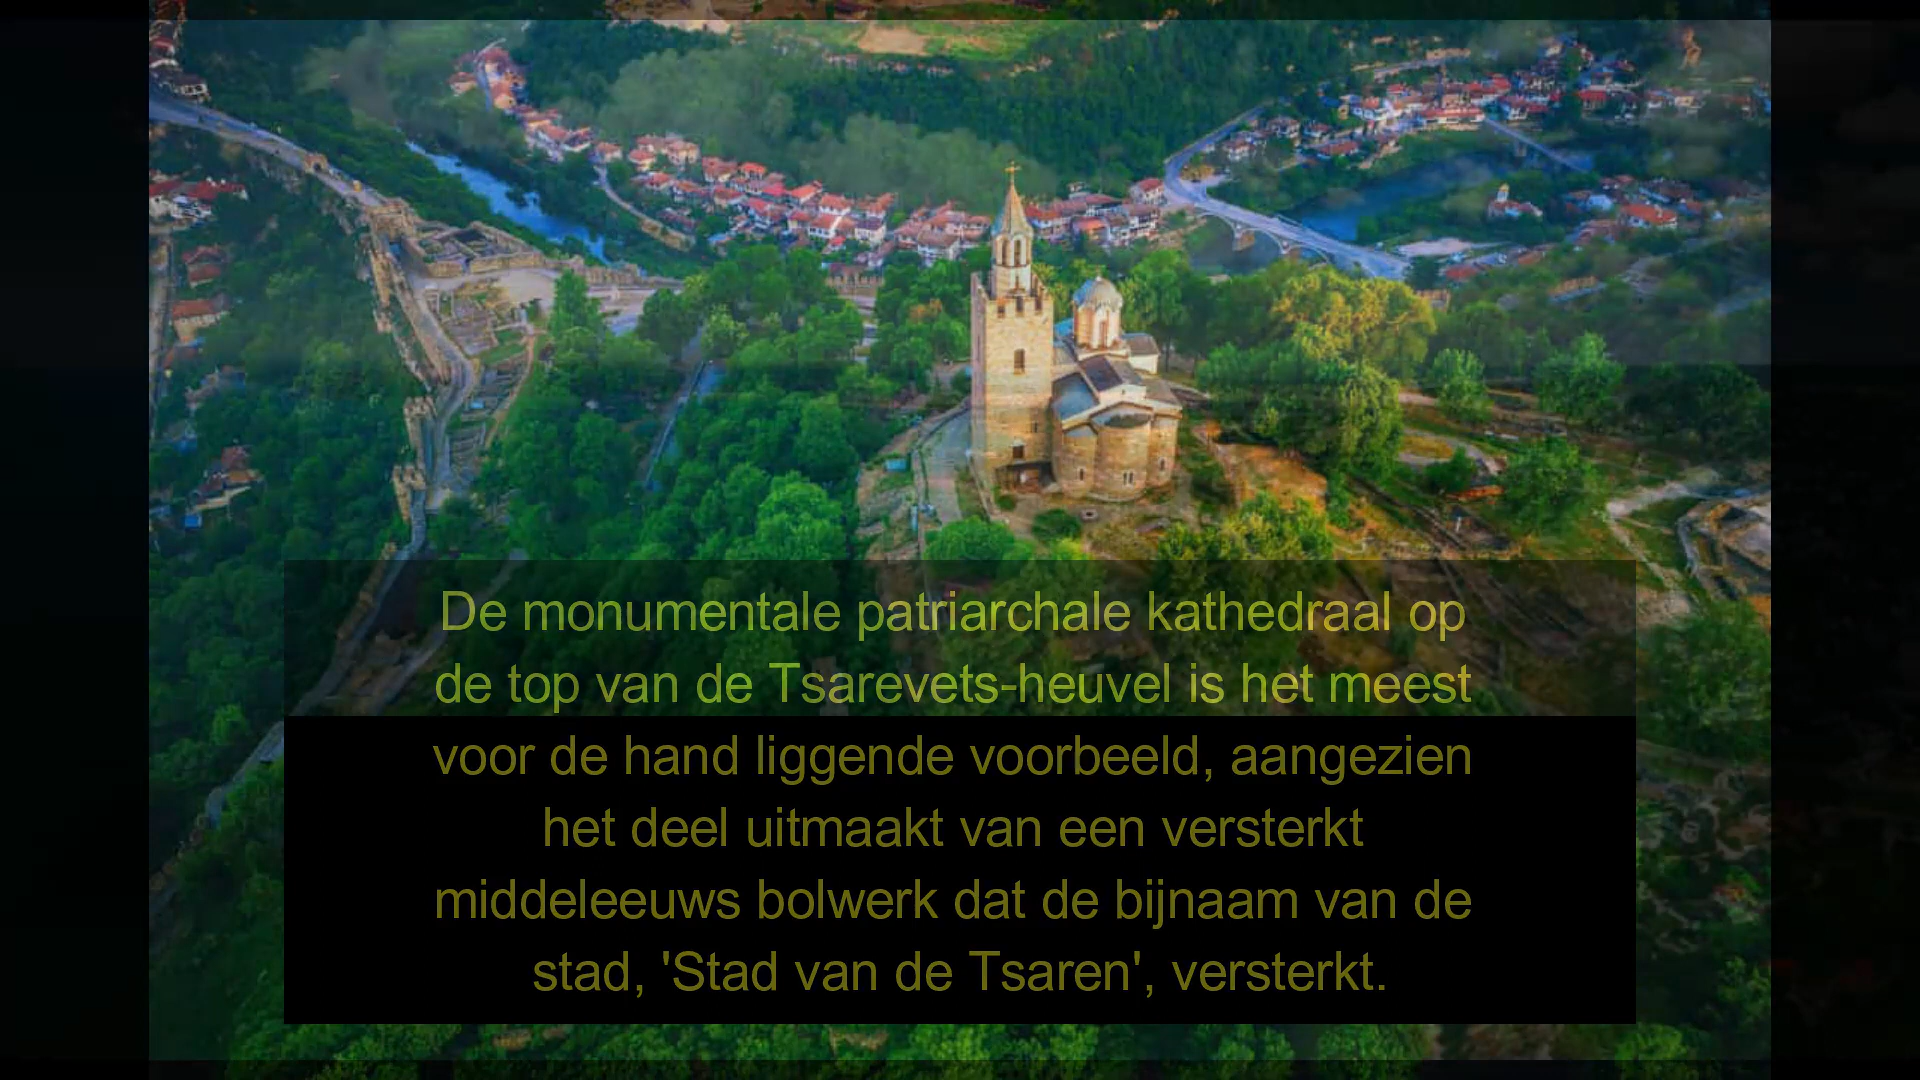 De monumentale patriarchale kathedraal op
de top van de Tsarevets-heuvel is het meest
voor de hand liggende voorbeeld, aangezien
het deel uitmaakt van een versterkt
middeleeuws bolwerk dat de bijnaam van de
stad, 'Stad van de Tsaren', versterkt.